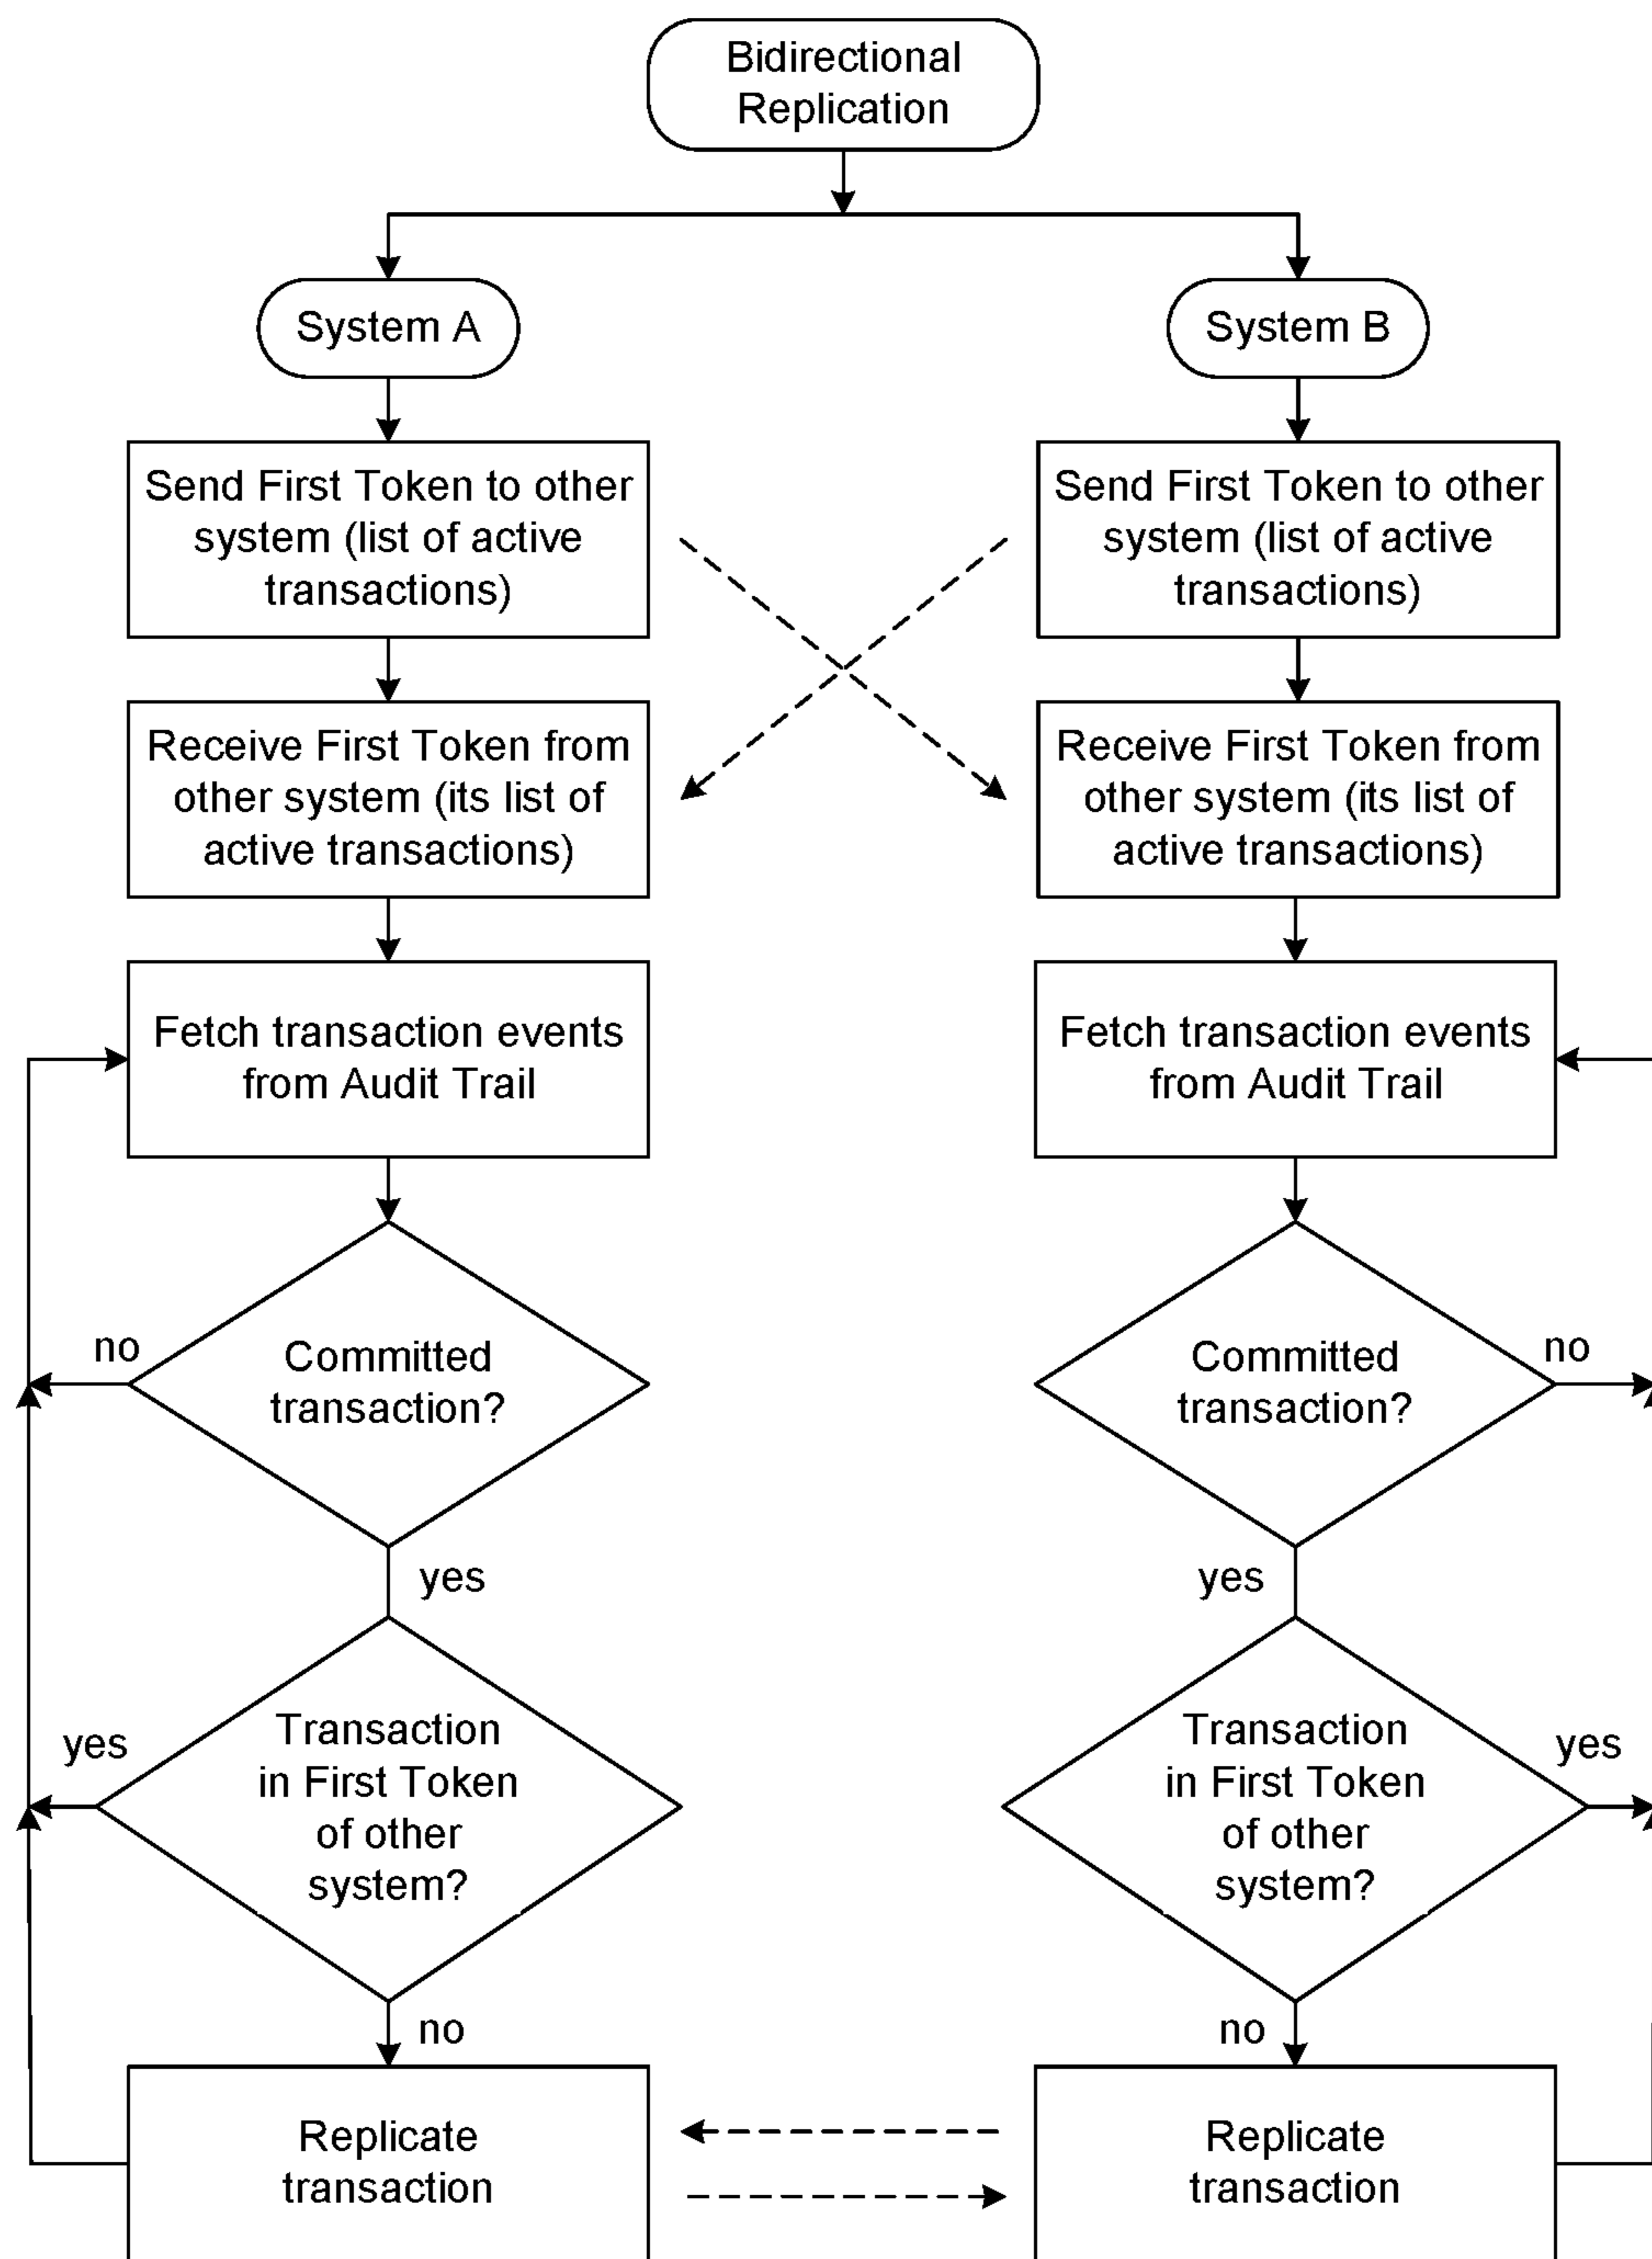 Bidirectional
Replication
System A
System B
Send First Token to other
system (list of active
transactions)
Send First Token to other
system (list of active
transactions)
Receive First Token from
other system (its list of
active transactions)
Receive First Token from
other system (its list of
active transactions)
Fetch transaction events
from Audit Trail
Fetch transaction events
from Audit Trail
no
Committed
transaction?
Committed
transaction?
no
yes
yes
yes
Transaction
in First Token
of other
system?
Transaction
in First Token
of other
system?
yes
no
no
Replicate
transaction
Replicate
transaction